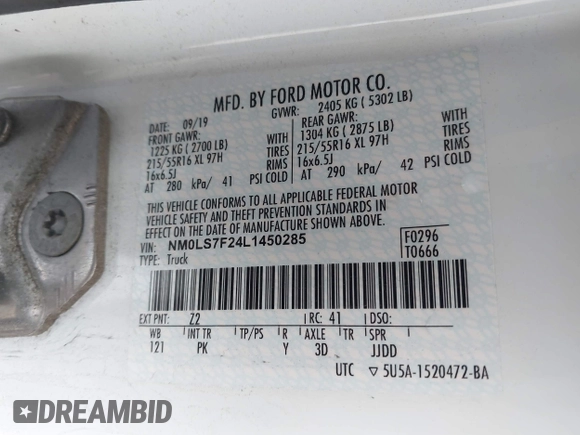 MFD. BY FORD MOTOR CO.
DATE: 09/19
GVWR: 2405 KG ( 5302 LB)
FRONT GAWR:
1225 KG ( 2700 LB)
215/55R16 XL 97H TIRES
16x6.5J RIMS
AT 280 kPa/ 41 PSI COLD
REAR GAWR:
1304 KG ( 2875 LB)
215/55R16 XL 97H TIRES
16x6.5J RIMS
AT 290 kPa/ 42 PSI COLD
THIS VEHICLE CONFORMS TO ALL APPLICABLE FEDERAL MOTOR
VEHICLE SAFETY AND THEFT PREVENTION STANDARDS IN
EFFECT ON THE DATE OF MANUFACTURE SHOWN ABOVE.
VIN: NM0LS7F24L1450285
TYPE: Truck
F0296
T0666
EXT PNT: Z2 RC: 41 DSO:
WB INT TR TP/PS R AXLE TR SPR
121 PK Y 3D JJDD
UTC ▽ 5U5A-1520472-BA
DREAMBID